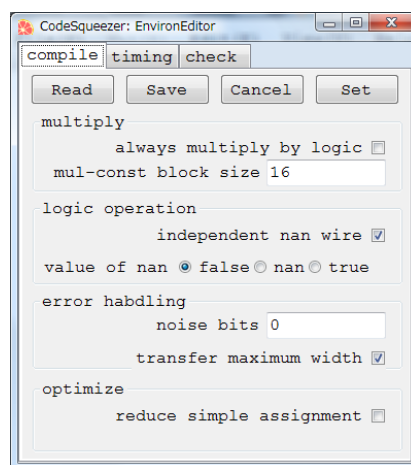 CodeSqueezer: EnvironEditor
compile timing check
Read Save Cancel Set
multiply
always multiply by logic
mul-const block size 16
logic operation
independent nan wire
value of nan false nan true
error habdling
noise bits 0
transfer maximum width
optimize
reduce simple assignment